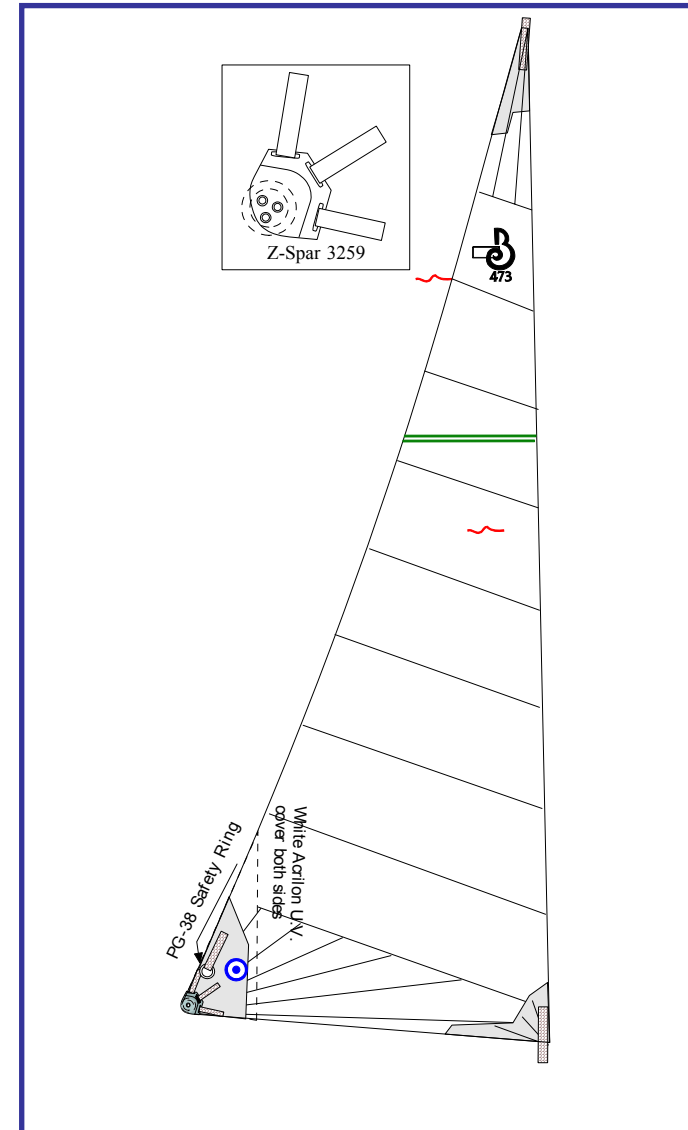 Z-Spar 3259
473
White Acrilon U.V.
cover both sides
PG-38 Safety Ring